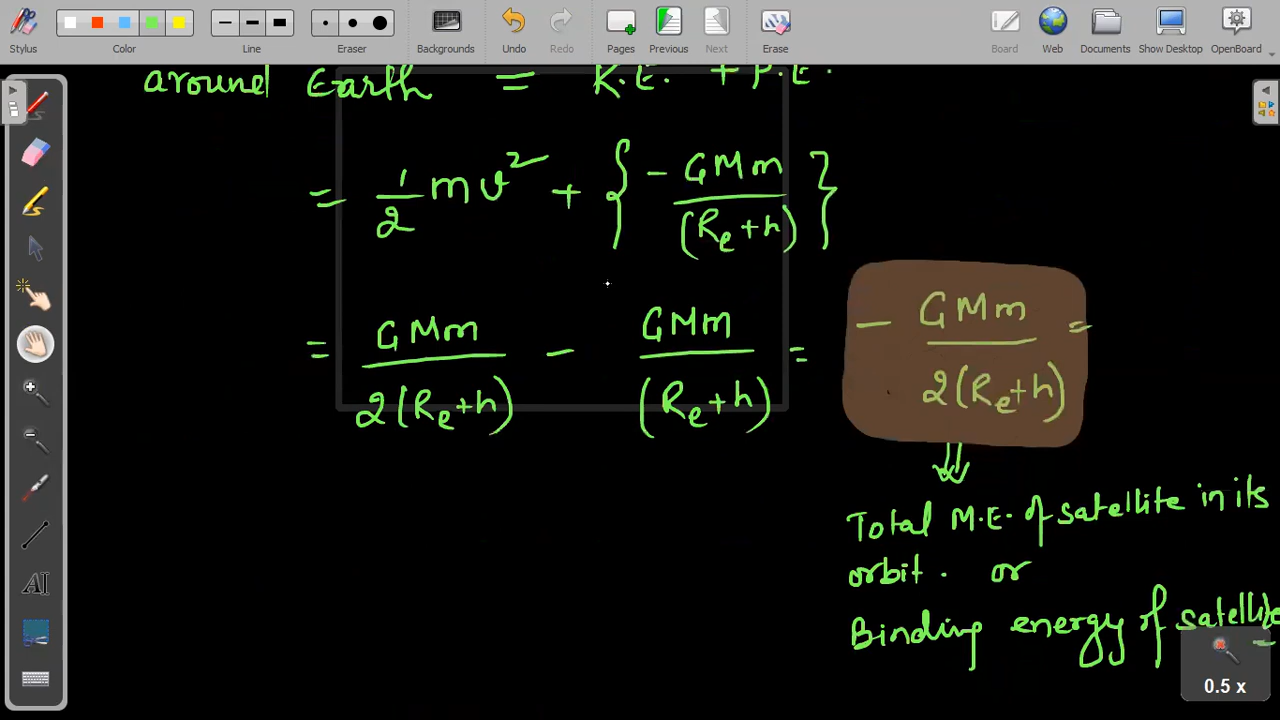 Stylus Color Line Eraser Backgrounds Undo Redo Pages Previous Next Erase Board Web Documents Show Desktop OpenBoard
around Earth = K.E. + P.E.
= 1/2 mv² + { - GMm/(Re+h) }
= GMm/2(Re+h) - GMm/(Re+h) = - GMm/2(Re+h) =
Total M.E. of satellite in its
orbit. or
Binding energy of satellite
AI
0.5 x